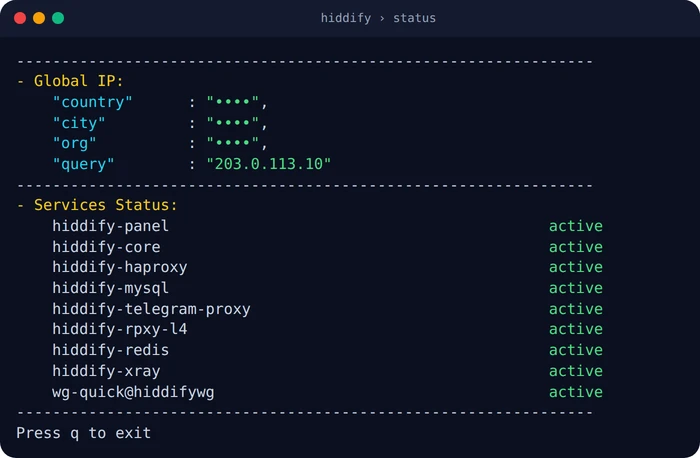 hiddify › status
----------------------------------------------------------------
- Global IP:
"country" : "••••",
"city" : "••••",
"org" : "••••",
"query" : "203.0.113.10"
----------------------------------------------------------------
- Services Status:
hiddify-panel active
hiddify-core active
hiddify-haproxy active
hiddify-mysql active
hiddify-telegram-proxy active
hiddify-rpxy-l4 active
hiddify-redis active
hiddify-xray active
wg-quick@hiddifywg active
----------------------------------------------------------------
Press q to exit